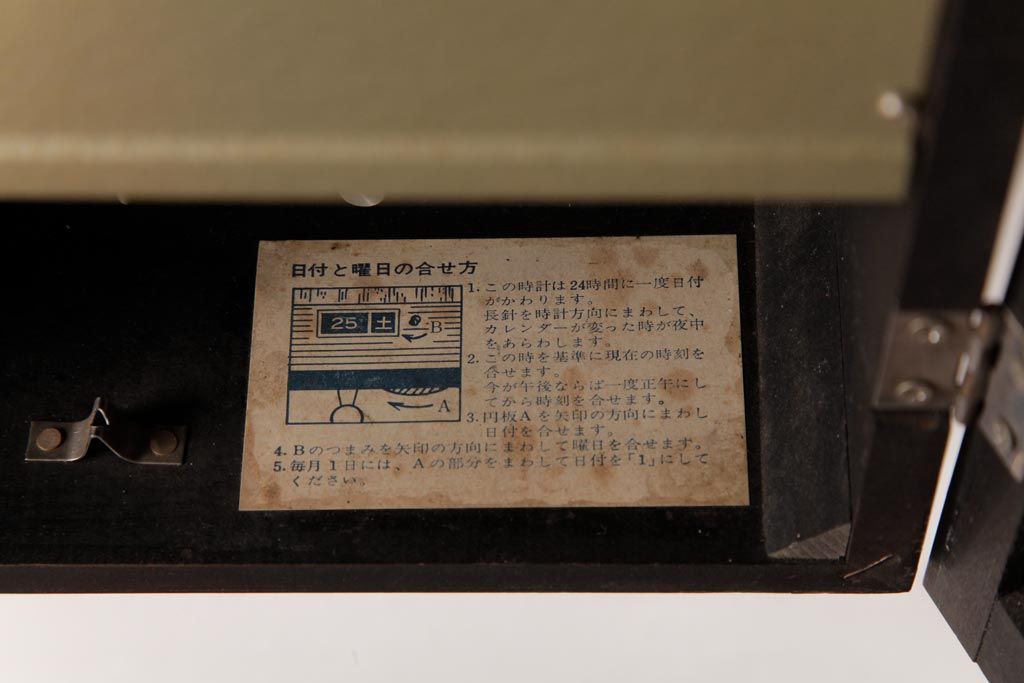 日付と曜日の合せ方
25 土
B
A
1. この時計は24時間に一度日付
がかわります。
長針を時計方向にまわして、
カレンダーが変った時が夜中
をあらわします。
2. この時を基準に現在の時刻を
合せます。
今が午後ならば一度正午にし
てから時刻を合せます。
3. 円板Aを矢印の方向にまわし
日付を合せます。
4. Bのつまみを矢印の方向にまわして曜日を合せます。
5. 毎月1日には、Aの部分をまわして日付を「1」にして
ください。